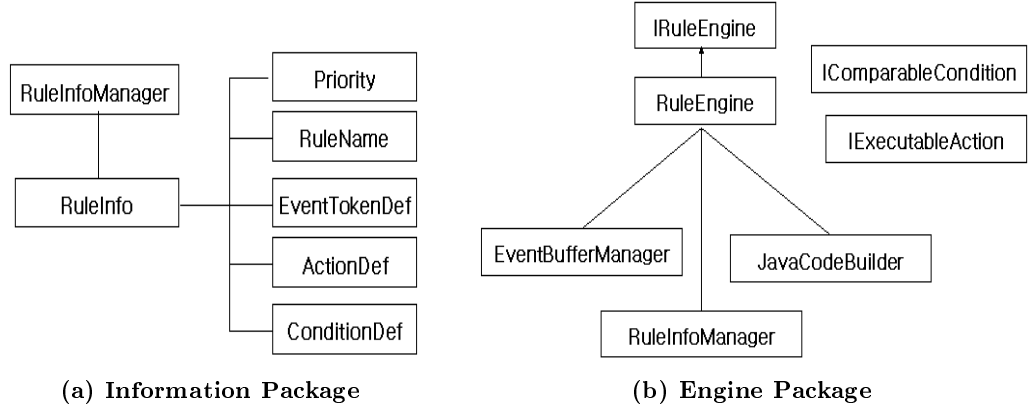 RuleInfoManager
RuleInfo
Priority
RuleName
EventTokenDef
ActionDef
ConditionDef
(a) Information Package
IRuleEngine
RuleEngine
IComparableCondition
IExecutableAction
EventBufferManager
JavaCodeBuilder
RuleInfoManager
(b) Engine Package